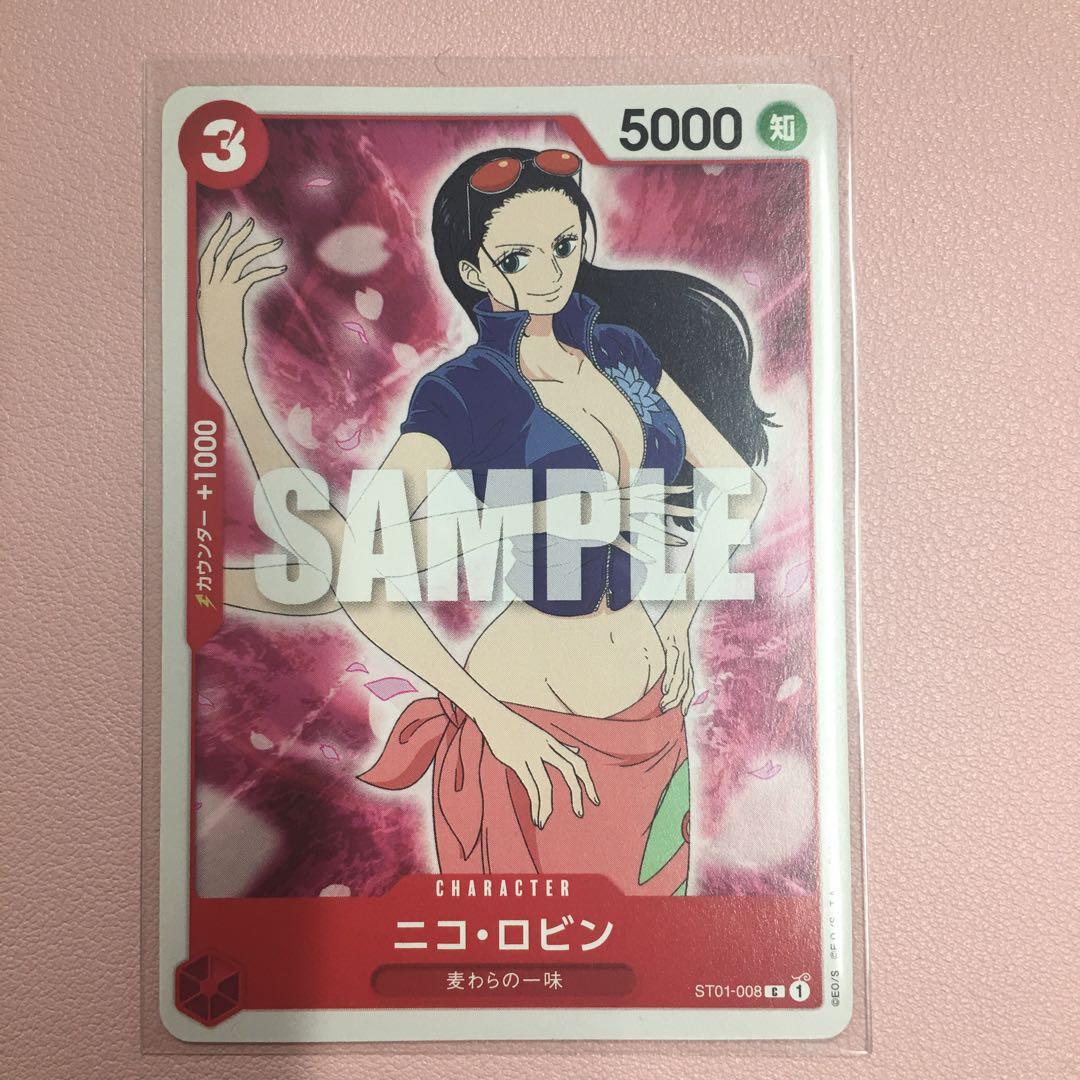 3
5000 知
カウンター +1000
SAMPLE
CHARACTER
ニコ・ロビン
麦わらの一味
ST01-008 C 1
©EO/S